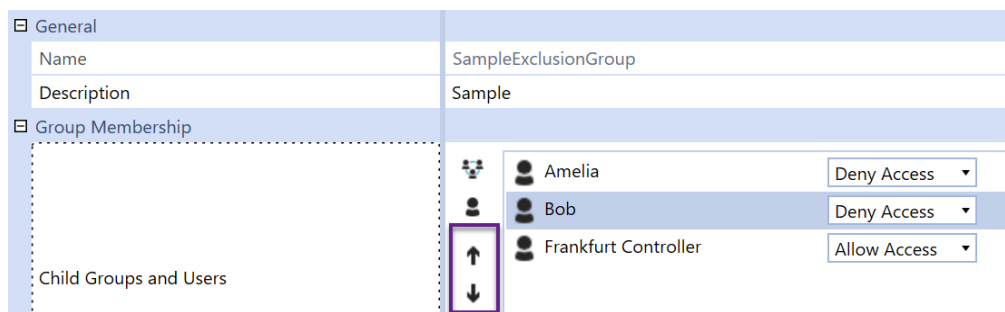 General
Name SampleExclusionGroup
Description Sample
Group Membership
Amelia Deny Access
Bob Deny Access
Frankfurt Controller Allow Access
Child Groups and Users